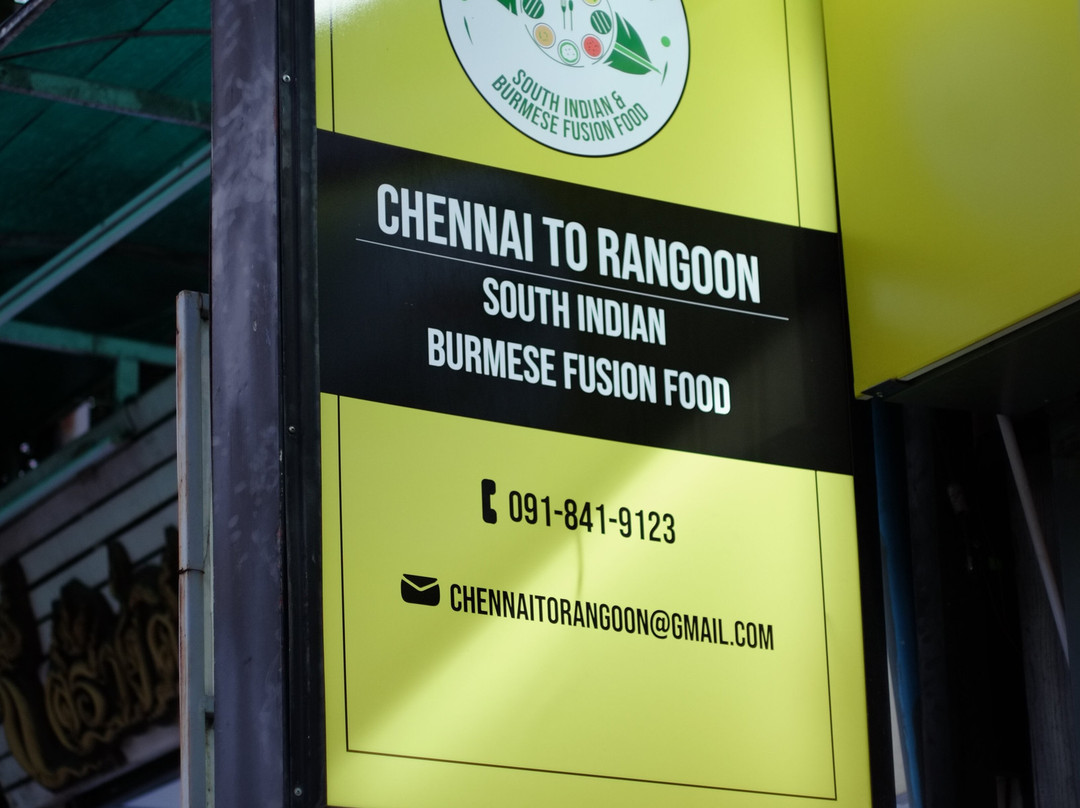 SOUTH INDIAN &
BURMESE FUSION FOOD
CHENNAI TO RANGOON
SOUTH INDIAN
BURMESE FUSION FOOD
091-841-9123
CHENNAITORANGOON@GMAIL.COM